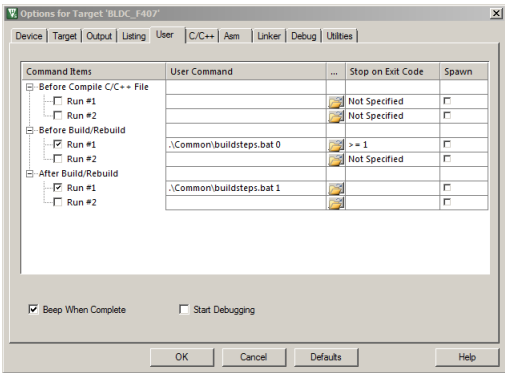 Options for Target 'BLDC_F407'
Device Target Output Listing User C/C++ Asm Linker Debug Utilities
Command Items User Command ... Stop on Exit Code Spawn
Before Compile C/C++ File
Run #1 Not Specified
Run #2 Not Specified
Before Build/Rebuild
Run #1 .\Common\buildsteps.bat 0 >= 1
Run #2 Not Specified
After Build/Rebuild
Run #1 .\Common\buildsteps.bat 1
Run #2
Beep When Complete Start Debugging
OK Cancel Defaults Help